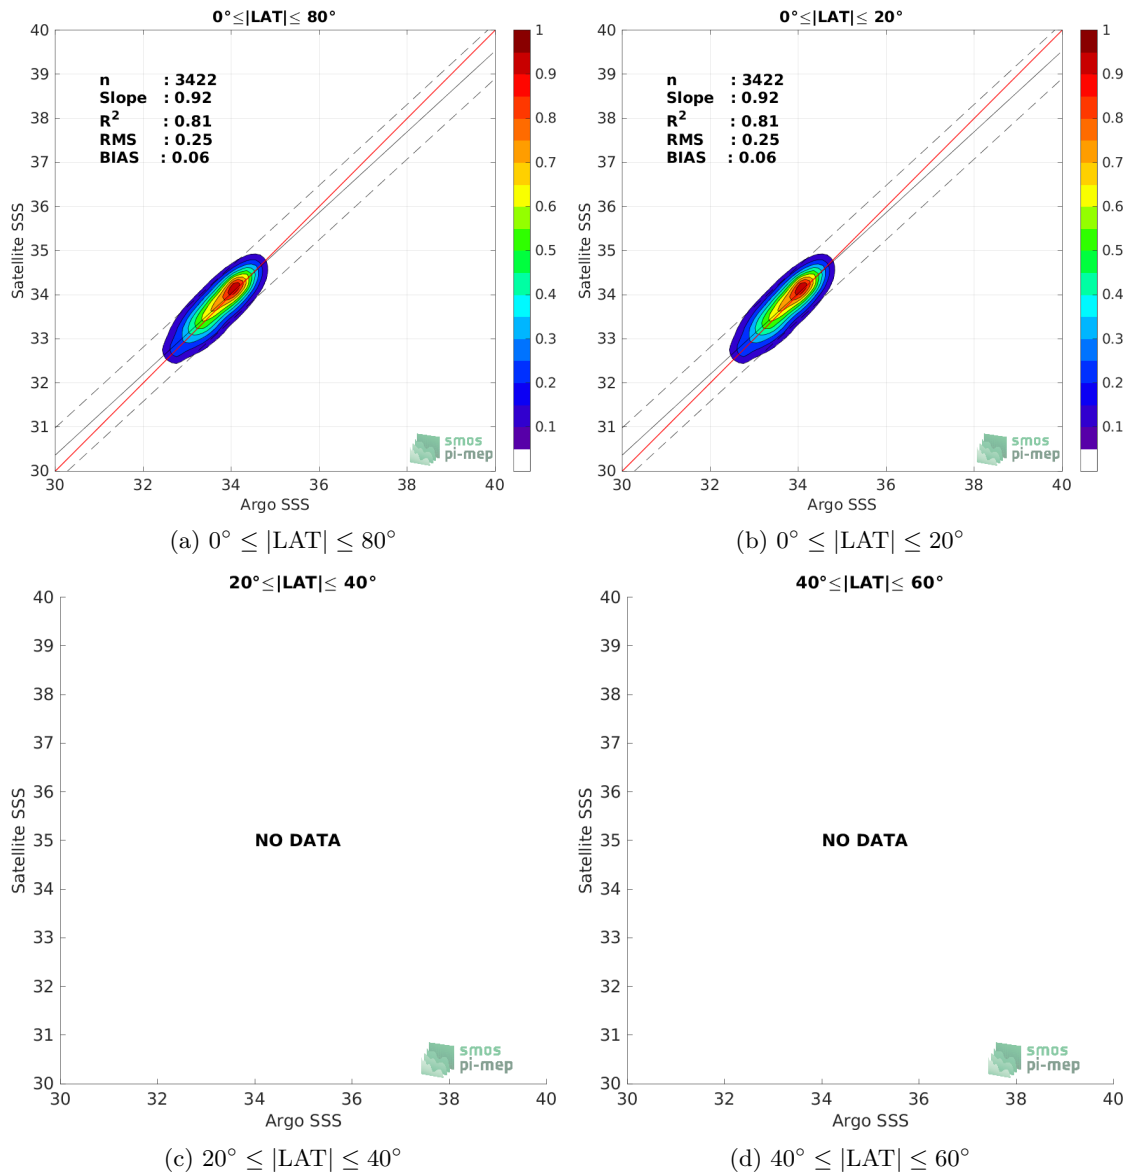 0°≤|LAT|≤ 80°
40
39
38
37
36
35
34
33
32
31
30
Satellite SSS
n : 3422
Slope : 0.92
R² : 0.81
RMS : 0.25
BIAS : 0.06
1
0.9
0.8
0.7
0.6
0.5
0.4
0.3
0.2
0.1
smos
pi-mep
30 32 34 36 38 40
Argo SSS
(a) 0° ≤ |LAT| ≤ 80°
0°≤|LAT|≤ 20°
40
39
38
37
36
35
34
33
32
31
30
Satellite SSS
n : 3422
Slope : 0.92
R² : 0.81
RMS : 0.25
BIAS : 0.06
1
0.9
0.8
0.7
0.6
0.5
0.4
0.3
0.2
0.1
smos
pi-mep
30 32 34 36 38 40
Argo SSS
(b) 0° ≤ |LAT| ≤ 20°
20°≤|LAT|≤ 40°
40
39
38
37
36
35
34
33
32
31
30
Satellite SSS
NO DATA
smos
pi-mep
30 32 34 36 38 40
Argo SSS
(c) 20° ≤ |LAT| ≤ 40°
40°≤|LAT|≤ 60°
40
39
38
37
36
35
34
33
32
31
30
Satellite SSS
NO DATA
smos
pi-mep
30 32 34 36 38 40
Argo SSS
(d) 40° ≤ |LAT| ≤ 60°